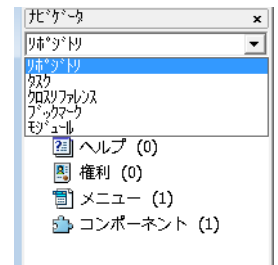 ﾅﾋﾞｹﾞｰﾀ
ﾘﾎﾟｼﾞﾄﾘ
ﾘﾎﾟｼﾞﾄﾘ
ﾀｽｸ
ｸﾛｽﾘﾌｧﾚﾝｽ
ﾌﾞｯｸﾏｰｸ
ﾓｼﾞｭｰﾙ
ヘルプ (0)
権利 (0)
メニュー (1)
コンポーネント (1)